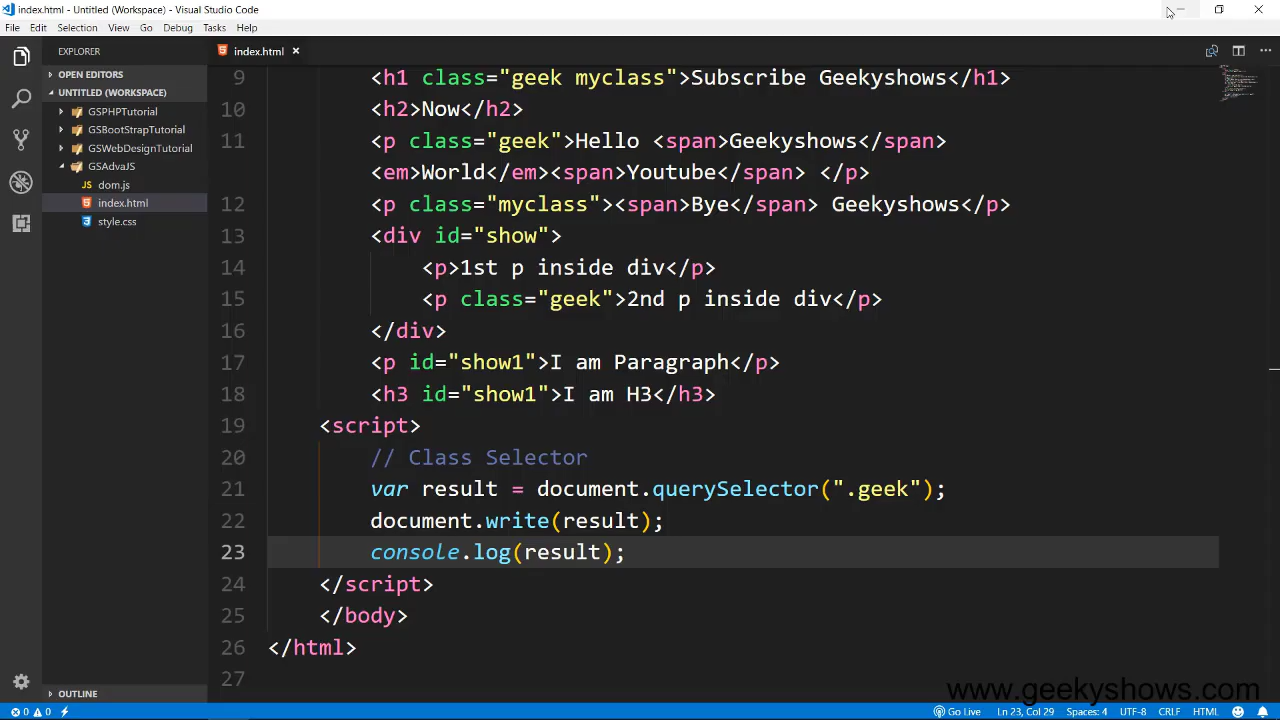 index.html - Untitled (Workspace) - Visual Studio Code
File Edit Selection View Go Debug Tasks Help
EXPLORER
OPEN EDITORS
UNTITLED (WORKSPACE)
GSPHPTutorial
GSBootStrapTutorial
GSWebDesignTutorial
GSAdvaJS
JS dom.js
index.html
style.css
OUTLINE
index.html ×
9 <h1 class="geek myclass">Subscribe Geekyshows</h1>
10 <h2>Now</h2>
11 <p class="geek">Hello <span>Geekyshows</span>
<em>World</em><span>Youtube</span> </p>
12 <p class="myclass"><span>Bye</span> Geekyshows</p>
13 <div id="show">
14 <p>1st p inside div</p>
15 <p class="geek">2nd p inside div</p>
16 </div>
17 <p id="show1">I am Paragraph</p>
18 <h3 id="show1">I am H3</h3>
19 <script>
20 // Class Selector
21 var result = document.querySelector(".geek");
22 document.write(result);
23 console.log(result);
24 </script>
25 </body>
26 </html>
27
www.geekyshows.com
0 0 Go Live Ln 23, Col 29 Spaces: 4 UTF-8 CRLF HTML